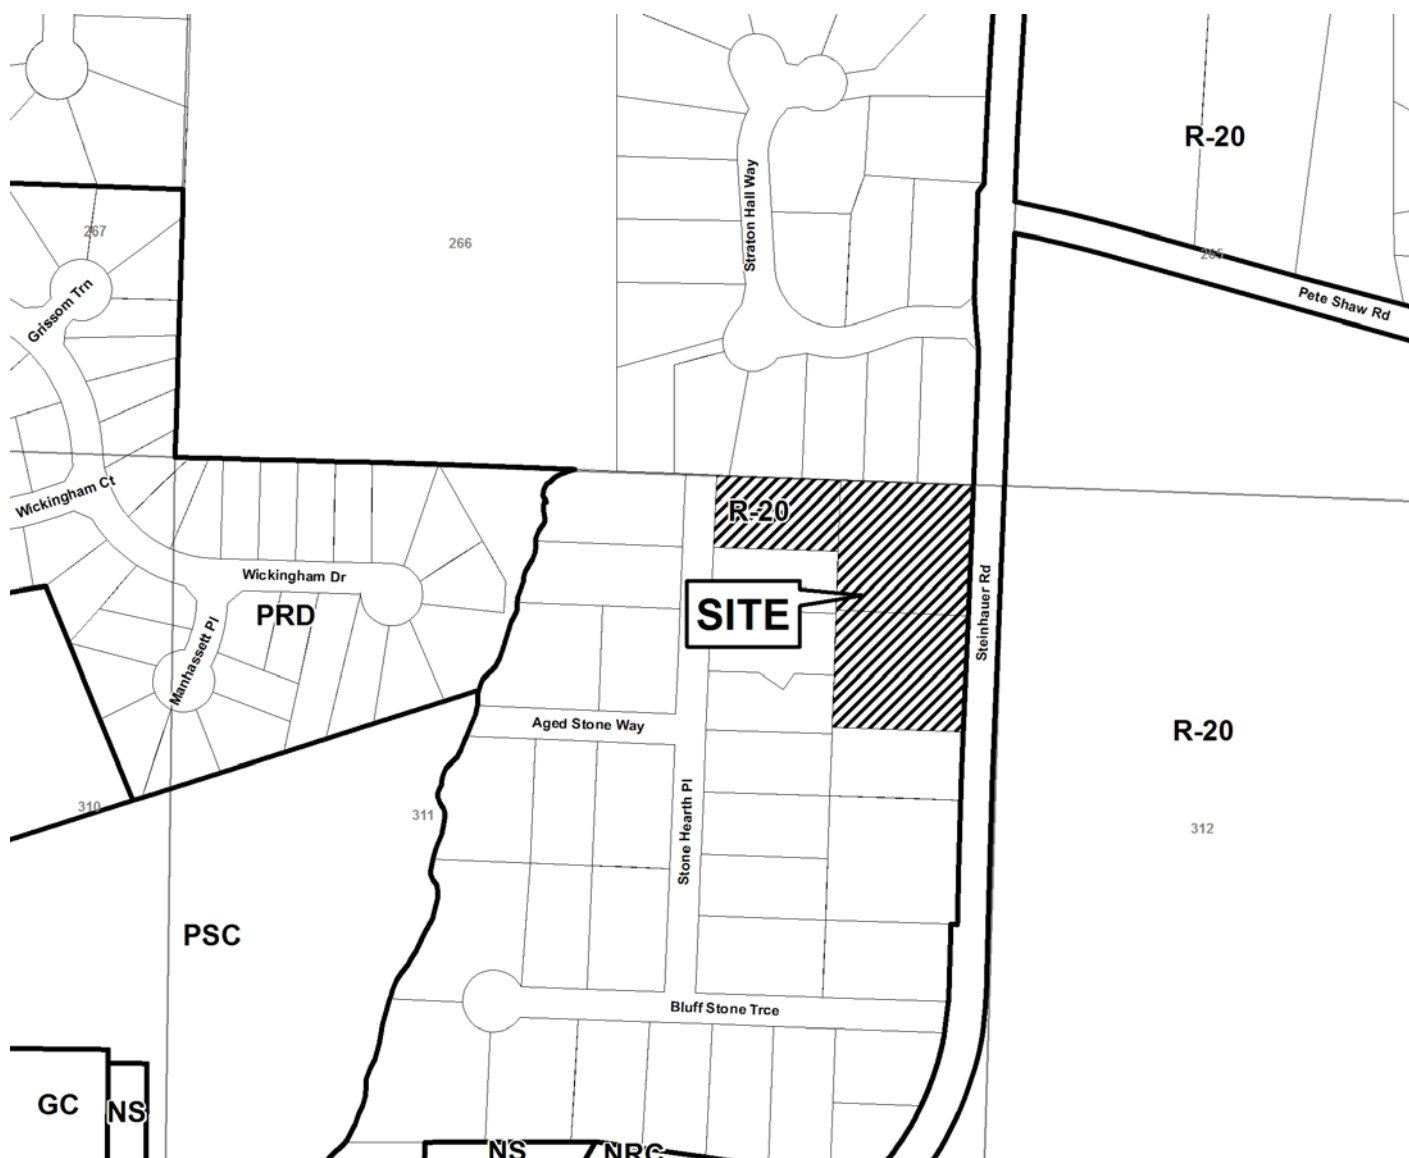 R-20
Straton Hall Way
267
266
265
Grissom Trn
Pete Shaw Rd
Wickingham Ct
R-20
Wickingham Dr
PRD
SITE
Steinhauer Rd
Manhassett Pl
Aged Stone Way
R-20
310
311
Stone Hearth Pl
312
PSC
Bluff Stone Trce
GC
NS
NS
NRC